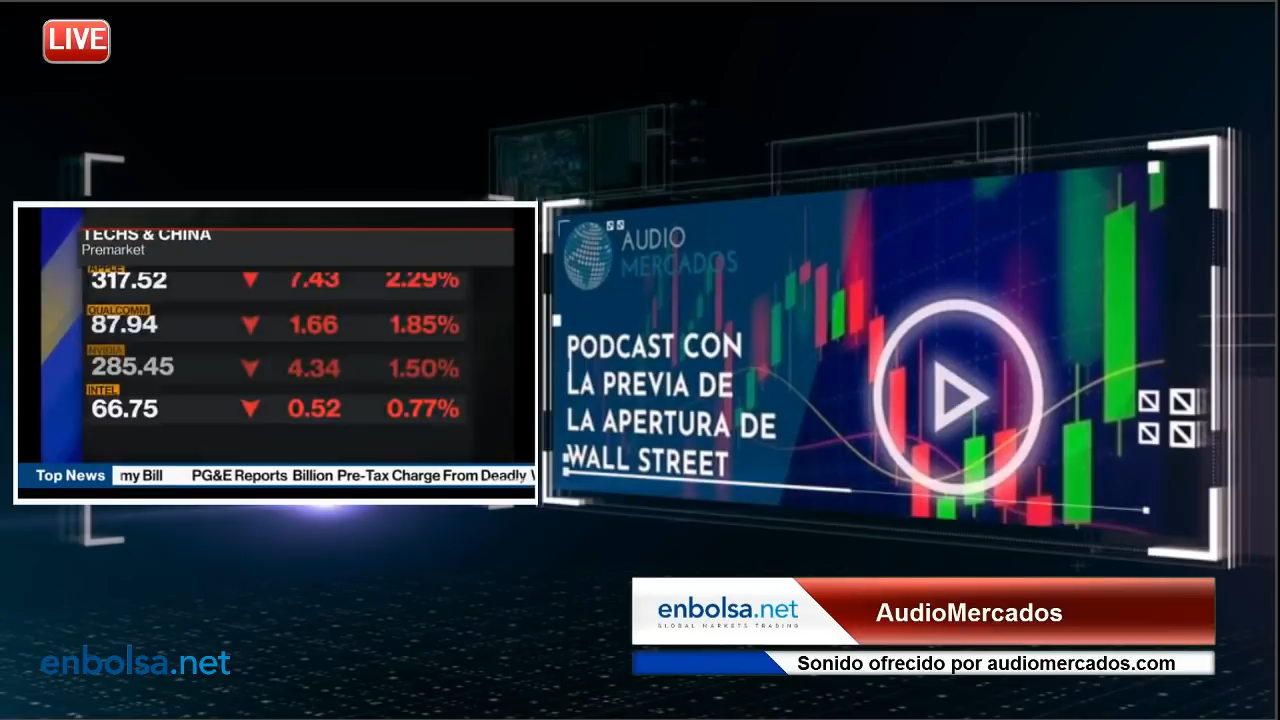 LIVE
TECHS & CHINA
Premarket
APPLE
317.52 7.43 2.29%
QUALCOMM
87.94 1.66 1.85%
NVIDIA
285.45 4.34 1.50%
INTEL
66.75 0.52 0.77%
Top News my Bill PG&E Reports Billion Pre-Tax Charge From Deadly
AUDIO
MERCADOS
PODCAST CON
LA PREVIA DE
LA APERTURA DE
WALL STREET
enbolsa.net
GLOBAL MARKETS TRADING
AudioMercados
Sonido ofrecido por audiomercados.com
enbolsa.net